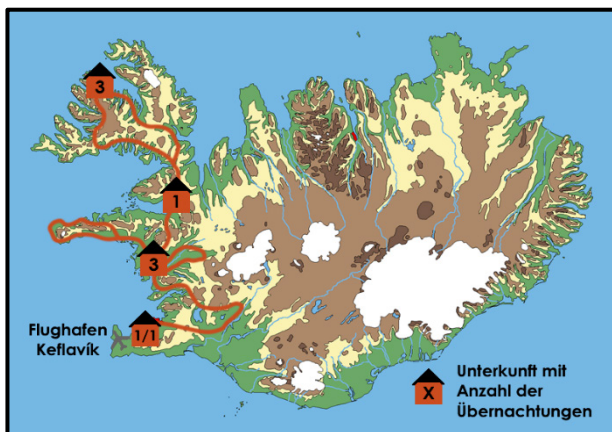 3
1
3
Flughafen
Keflavík
1/1
X
Unterkunft mit
Anzahl der
Übernachtungen